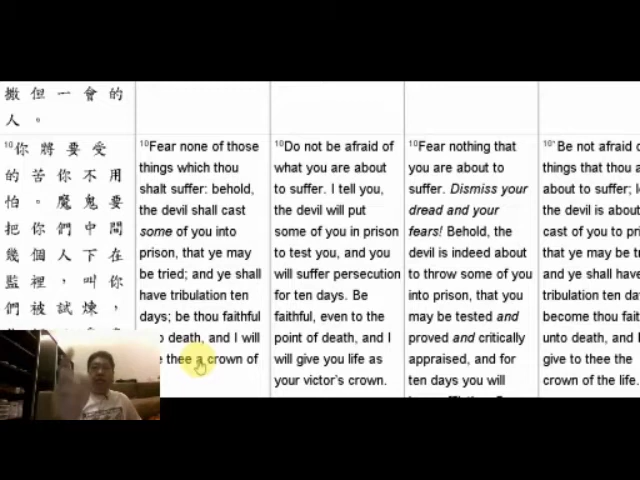 撒但一會的
人。
10你將要受
的苦你不用
怕。魔鬼要
把你們中間
幾個人下在
監裡，叫你
們被試煉，
10Fear none of those
things which thou
shalt suffer: behold,
the devil shall cast
some of you into
prison, that ye may
be tried; and ye shall
have tribulation ten
days; be thou faithful
death, and I will
thee a crown of
10Do not be afraid of
what you are about
to suffer. I tell you,
the devil will put
some of you in prison
to test you, and you
will suffer persecution
for ten days. Be
faithful, even to the
point of death, and I
will give you life as
your victor's crown.
10Fear nothing that
you are about to
suffer. Dismiss your
dread and your
fears! Behold, the
devil is indeed about
to throw some of you
into prison, that you
may be tested and
proved and critically
appraised, and for
ten days you will
10"Be not afraid of
things that thou a
about to suffer; l
the devil is about
cast of you to pri
that ye may be tr
and ye shall have
tribulation ten da
become thou fait
unto death, and I
give to thee the
crown of the life.